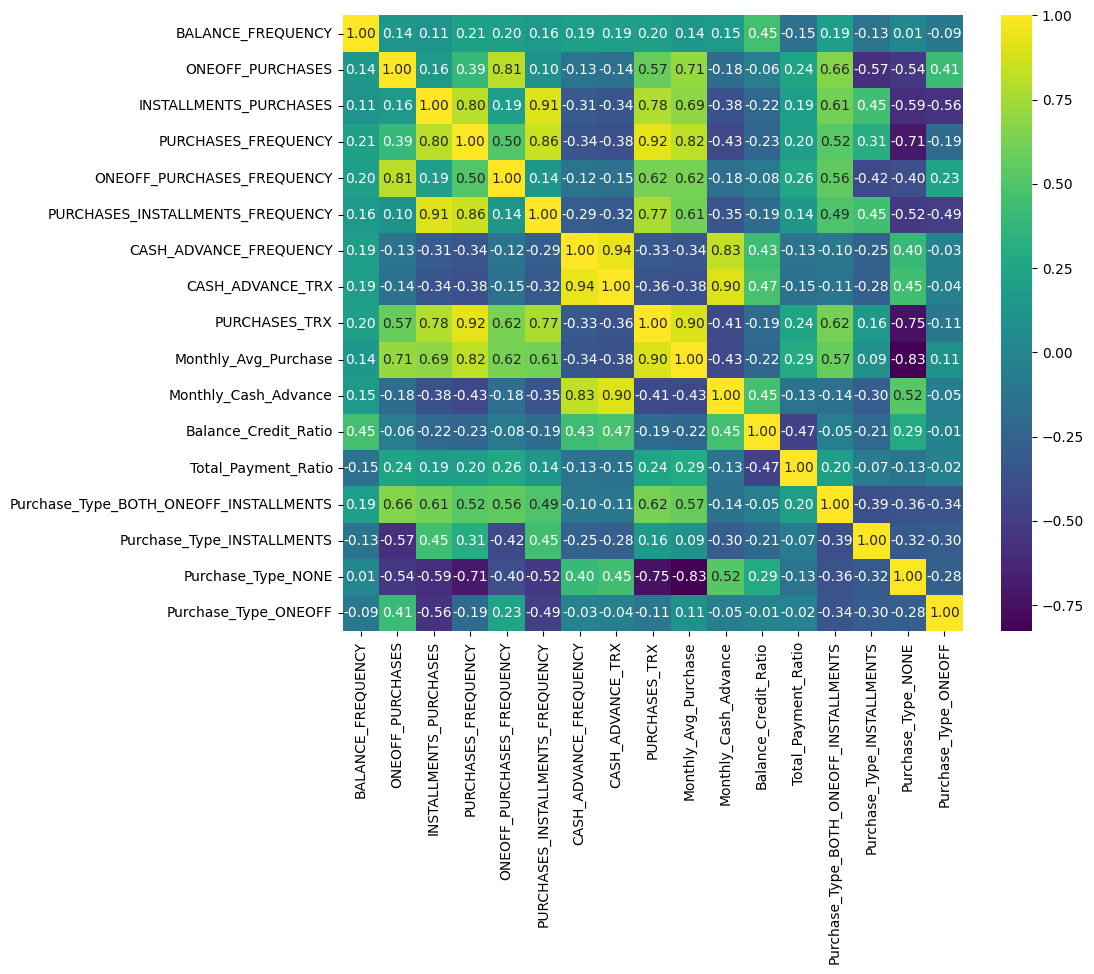 BALANCE_FREQUENCY 1.00 0.14 0.11 0.21 0.20 0.16 0.19 0.19 0.20 0.14 0.15 0.45 -0.15 0.19 -0.13 0.01 -0.09
ONEOFF_PURCHASES 0.14 1.00 0.16 0.39 0.81 0.10 -0.13 -0.14 0.57 0.71 -0.18 -0.06 0.24 0.66 -0.57 -0.54 0.41
INSTALLMENTS_PURCHASES 0.11 0.16 1.00 0.80 0.19 0.91 -0.31 -0.34 0.78 0.69 -0.38 -0.22 0.19 0.61 0.45 -0.59 -0.56
PURCHASES_FREQUENCY 0.21 0.39 0.80 1.00 0.50 0.86 -0.34 -0.38 0.92 0.82 -0.43 -0.23 0.20 0.52 0.31 -0.71 -0.19
ONEOFF_PURCHASES_FREQUENCY 0.20 0.81 0.19 0.50 1.00 0.14 -0.12 -0.15 0.62 0.62 -0.18 -0.08 0.26 0.56 -0.42 -0.40 0.23
PURCHASES_INSTALLMENTS_FREQUENCY 0.16 0.10 0.91 0.86 0.14 1.00 -0.29 -0.32 0.77 0.61 -0.35 -0.19 0.14 0.49 0.45 -0.52 -0.49
CASH_ADVANCE_FREQUENCY 0.19 -0.13 -0.31 -0.34 -0.12 -0.29 1.00 0.94 -0.33 -0.34 0.83 0.43 -0.13 -0.10 -0.25 0.40 -0.03
CASH_ADVANCE_TRX 0.19 -0.14 -0.34 -0.38 -0.15 -0.32 0.94 1.00 -0.36 -0.38 0.90 0.47 -0.15 -0.11 -0.28 0.45 -0.04
PURCHASES_TRX 0.20 0.57 0.78 0.92 0.62 0.77 -0.33 -0.36 1.00 0.90 -0.41 -0.19 0.24 0.62 0.16 -0.75 -0.11
Monthly_Avg_Purchase 0.14 0.71 0.69 0.82 0.62 0.61 -0.34 -0.38 0.90 1.00 -0.43 -0.22 0.29 0.57 0.09 -0.83 0.11
Monthly_Cash_Advance 0.15 -0.18 -0.38 -0.43 -0.18 -0.35 0.83 0.90 -0.41 -0.43 1.00 0.45 -0.13 -0.14 -0.30 0.52 -0.05
Balance_Credit_Ratio 0.45 -0.06 -0.22 -0.23 -0.08 -0.19 0.43 0.47 -0.19 -0.22 0.45 1.00 -0.47 -0.05 -0.21 0.29 -0.01
Total_Payment_Ratio -0.15 0.24 0.19 0.20 0.26 0.14 -0.13 -0.15 0.24 0.29 -0.13 -0.47 1.00 0.20 -0.07 -0.13 -0.02
Purchase_Type_BOTH_ONEOFF_INSTALLMENTS 0.19 0.66 0.61 0.52 0.56 0.49 -0.10 -0.11 0.62 0.57 -0.14 -0.05 0.20 1.00 -0.39 -0.36 -0.34
Purchase_Type_INSTALLMENTS -0.13 -0.57 0.45 0.31 -0.42 0.45 -0.25 -0.28 0.16 0.09 -0.30 -0.21 -0.07 -0.39 1.00 -0.32 -0.30
Purchase_Type_NONE 0.01 -0.54 -0.59 -0.71 -0.40 -0.52 0.40 0.45 -0.75 -0.83 0.52 0.29 -0.13 -0.36 -0.32 1.00 -0.28
Purchase_Type_ONEOFF -0.09 0.41 -0.56 -0.19 0.23 -0.49 -0.03 -0.04 -0.11 0.11 -0.05 -0.01 -0.02 -0.34 -0.30 -0.28 1.00
BALANCE_FREQUENCY
ONEOFF_PURCHASES
INSTALLMENTS_PURCHASES
PURCHASES_FREQUENCY
ONEOFF_PURCHASES_FREQUENCY
PURCHASES_INSTALLMENTS_FREQUENCY
CASH_ADVANCE_FREQUENCY
CASH_ADVANCE_TRX
PURCHASES_TRX
Monthly_Avg_Purchase
Monthly_Cash_Advance
Balance_Credit_Ratio
Total_Payment_Ratio
Purchase_Type_BOTH_ONEOFF_INSTALLMENTS
Purchase_Type_INSTALLMENTS
Purchase_Type_NONE
Purchase_Type_ONEOFF
1.00
0.75
0.50
0.25
0.00
−0.25
−0.50
−0.75